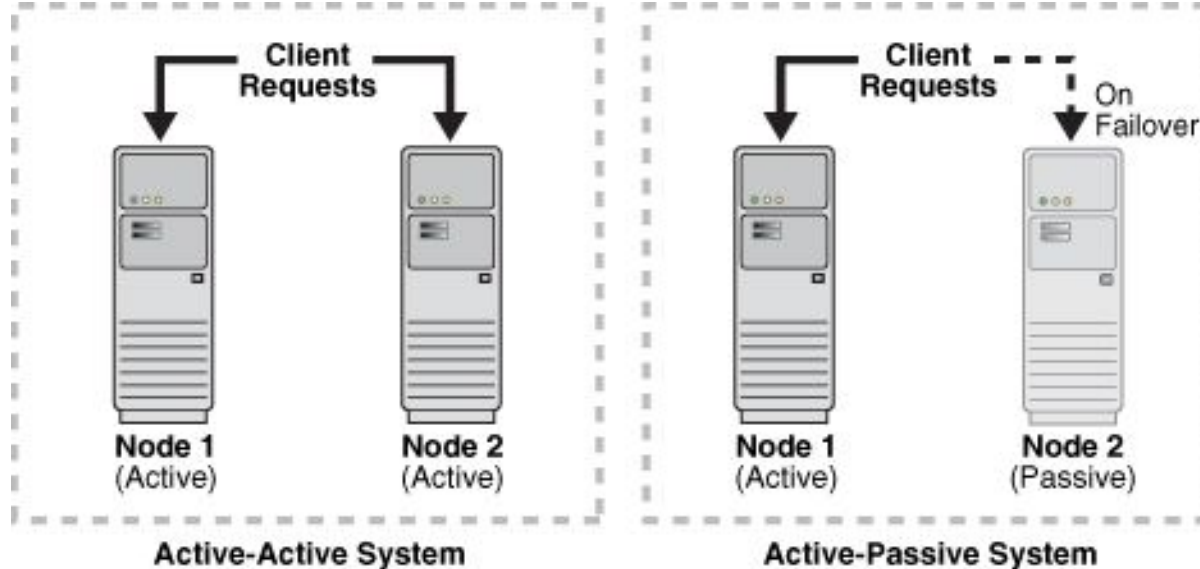 Client
Requests
Node 1
(Active)
Node 2
(Active)
Active-Active System
Client
Requests
On
Failover
Node 1
(Active)
Node 2
(Passive)
Active-Passive System